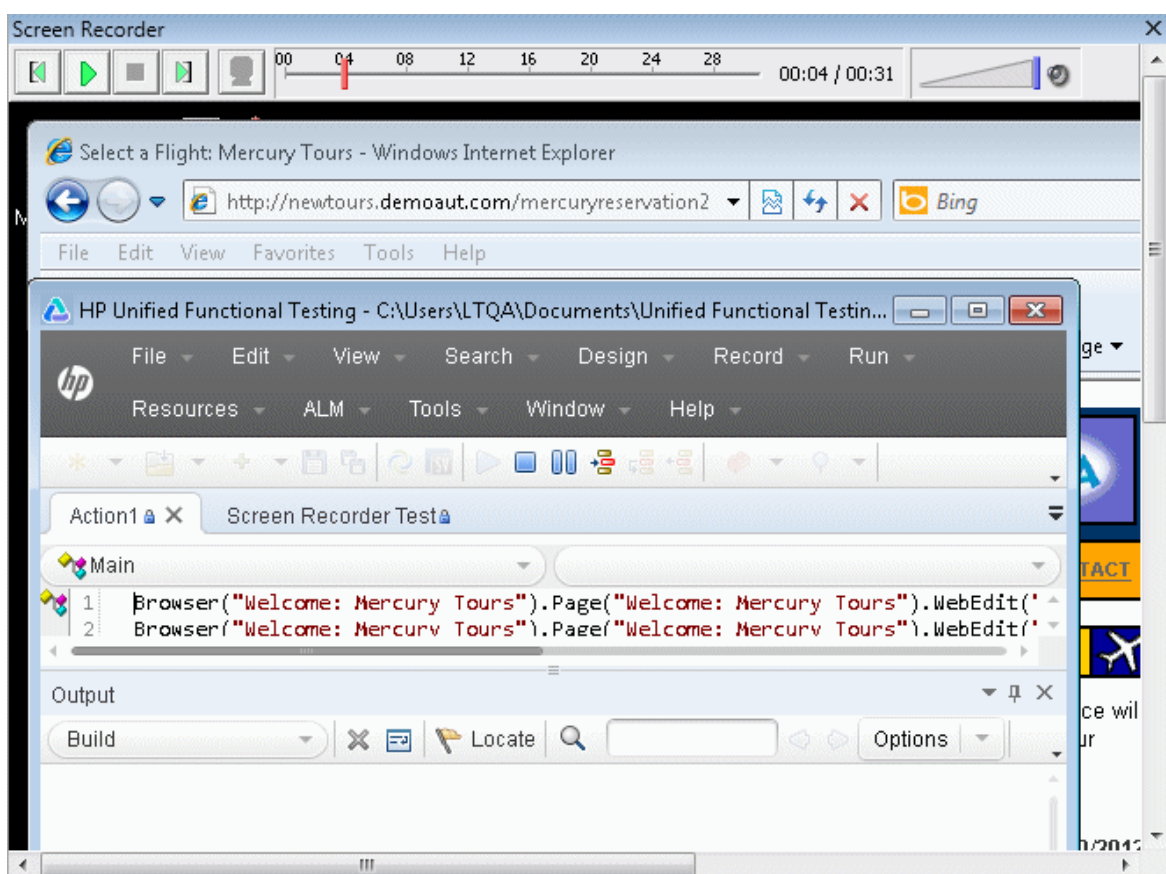 Screen Recorder
00 04 08 12 16 20 24 28 00:04 / 00:31
Select a Flight: Mercury Tours - Windows Internet Explorer
http://newtours.demoaut.com/mercuryreservation2 Bing
File Edit View Favorites Tools Help
HP Unified Functional Testing - C:\Users\LTQA\Documents\Unified Functional Testin...
File Edit View Search Design Record Run
ge
hp
Resources ALM Tools Window Help
Action1 Screen Recorder Test
Main
TACT
1 Browser("Welcome: Mercury Tours").Page("Welcome: Mercury Tours").WebEdit("
2 Browser("Welcome: Mercury Tours").Page("Welcome: Mercury Tours").WebEdit("
Output
ce wil
Build Locate Options
ur
0/2012